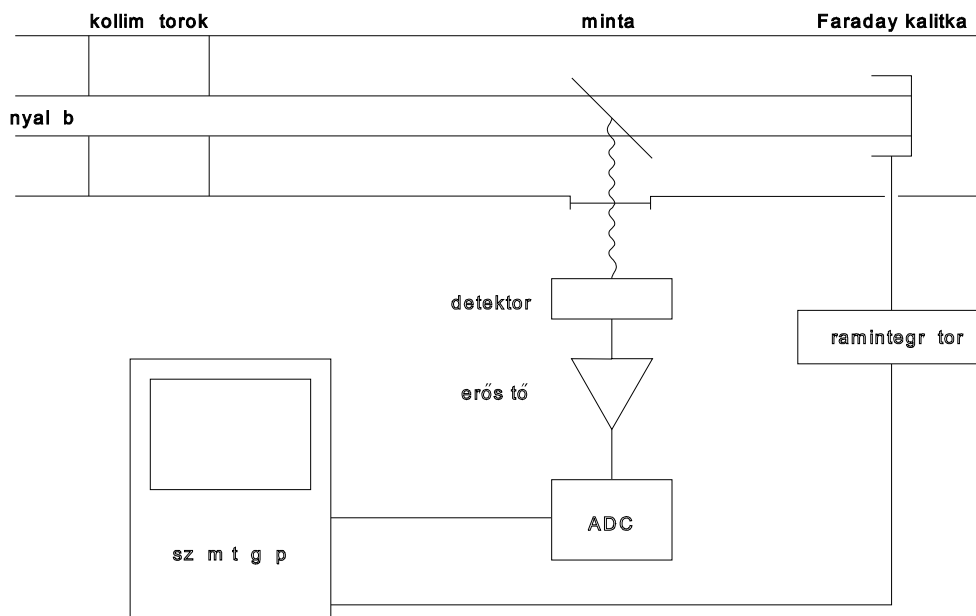 kollim torok minta Faraday kalitka
nyal b
detektor
ramintegr tor
erős tő
ADC
sz m t g p